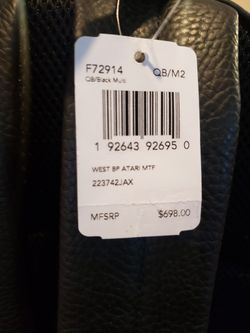 F72914 QB/M2
QB/Black Multi
1 92643 92695 0
WEST BP ATARI MTF
223742JAX
MFSRP $698.00